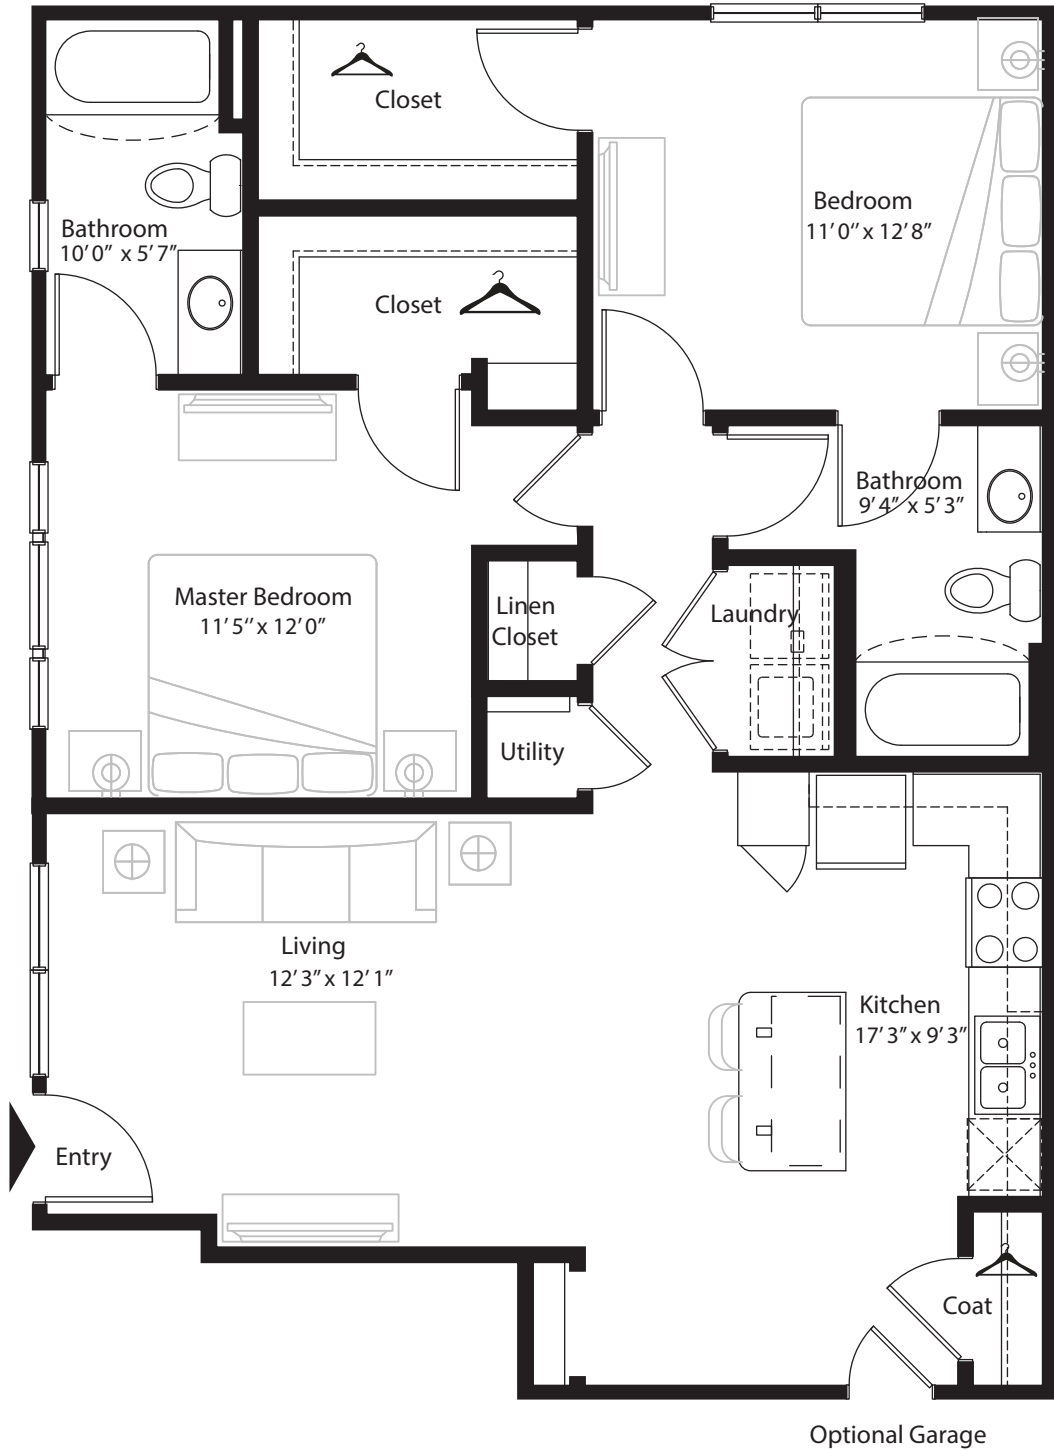 Closet
Bedroom
11'0" x 12'8"
Bathroom
10'0" x 5'7"
Closet
Bathroom
9'4" x 5'3"
Master Bedroom
11'5" x 12'0"
Linen
Closet
Laundry
Utility
Living
12'3" x 12'1"
Kitchen
17'3" x 9'3"
Entry
Coat
Optional Garage